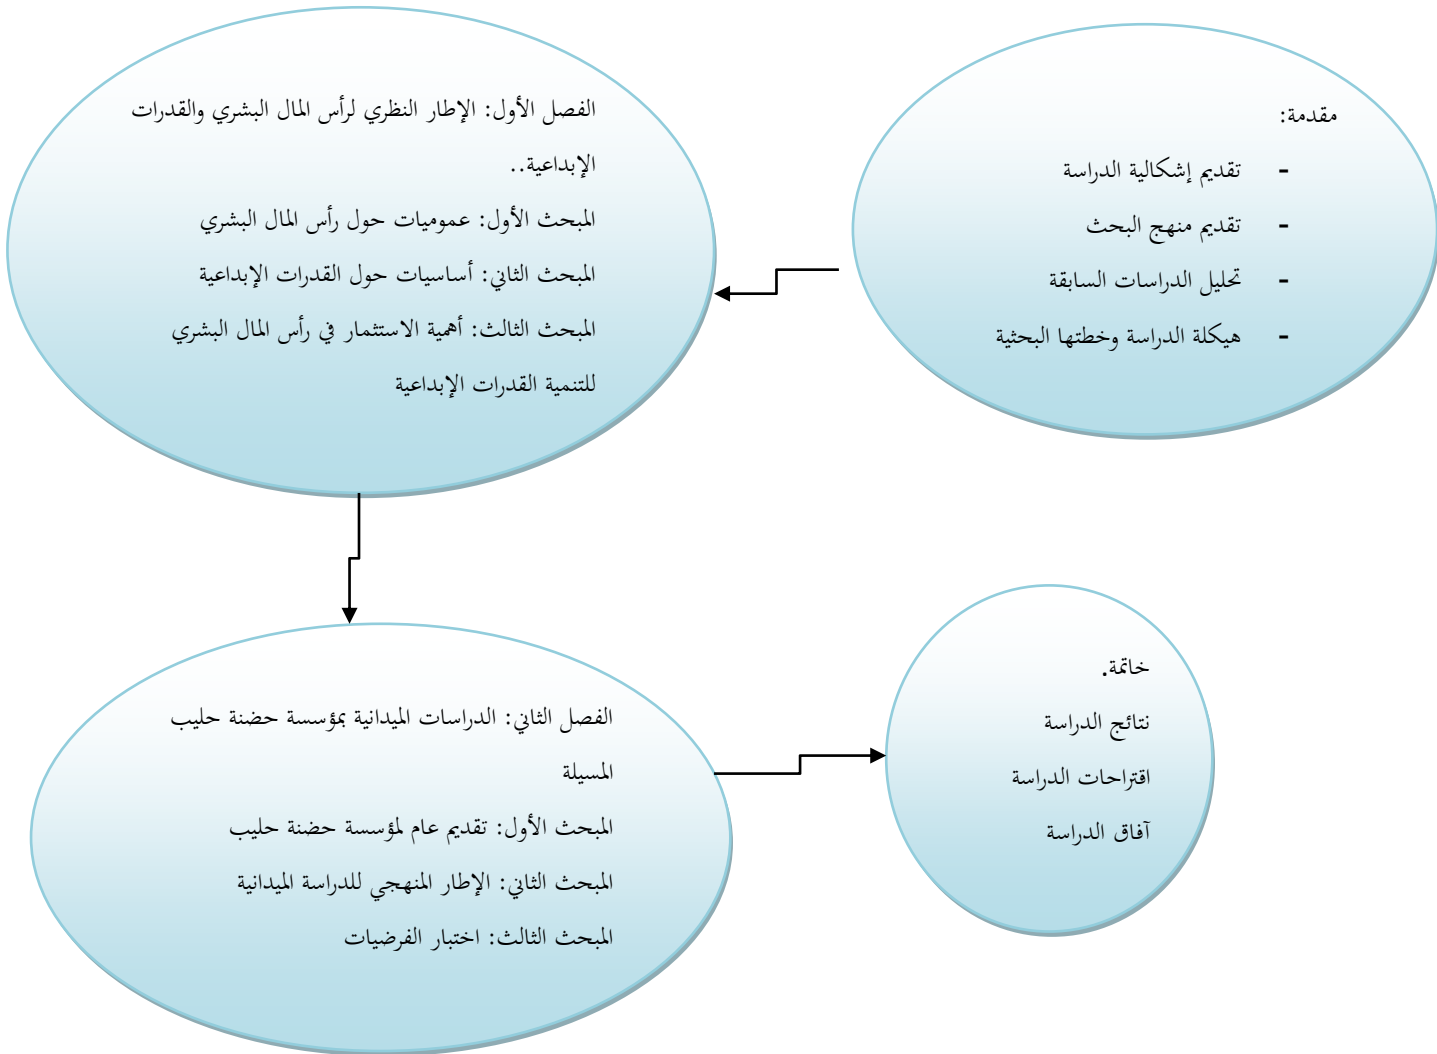 مقدمة:
- تقديم إشكالية الدراسة
- تقديم منهج البحث
- تحليل الدراسات السابقة
- هيكلة الدراسة وخطتها البحثية
الفصل الأول: الإطار النظري لرأس المال البشري والقدرات
الإبداعية..
المبحث الأول: عموميات حول رأس المال البشري
المبحث الثاني: أساسيات حول القدرات الإبداعية
المبحث الثالث: أهمية الاستثمار في رأس المال البشري
للتنمية القدرات الإبداعية
الفصل الثاني: الدراسات الميدانية بمؤسسة حضنة حليب
المسيلة
المبحث الأول: تقديم عام لمؤسسة حضنة حليب
المبحث الثاني: الإطار المنهجي للدراسة الميدانية
المبحث الثالث: اختبار الفرضيات
خاتمة.
نتائج الدراسة
اقتراحات الدراسة
آفاق الدراسة